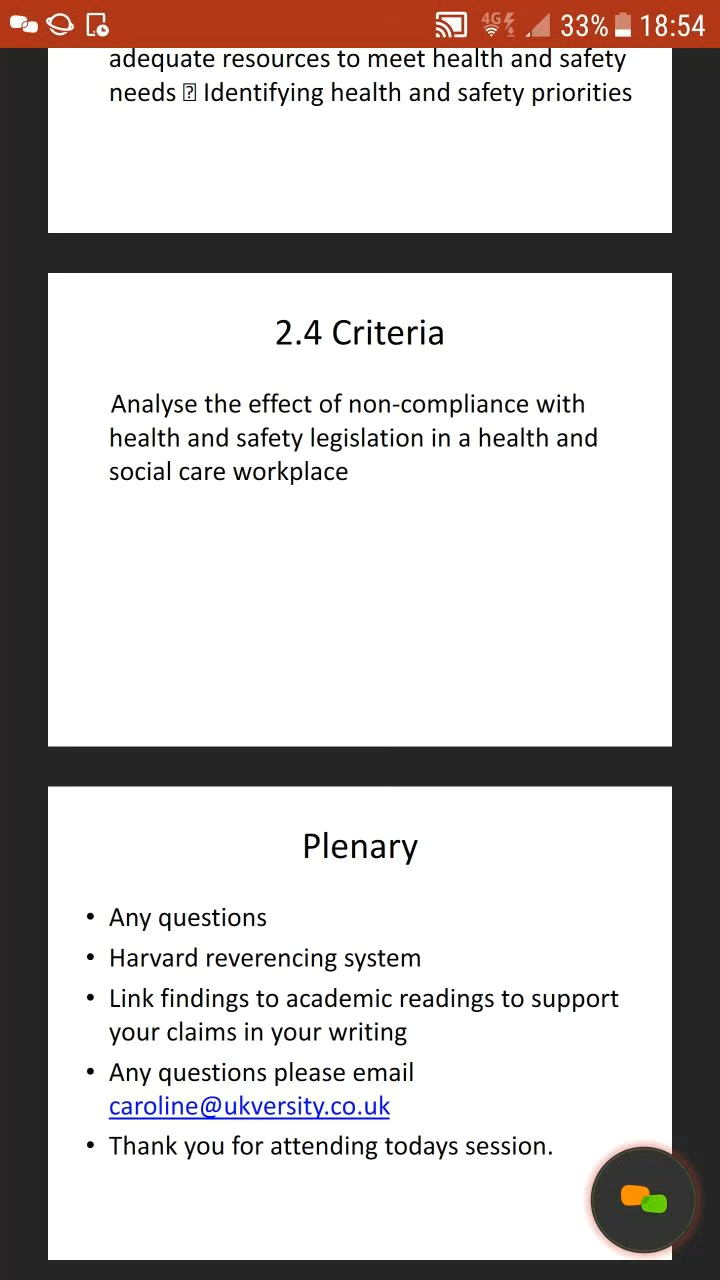 4G 33% 18:54
adequate resources to meet health and safety
needs ⍰ Identifying health and safety priorities
2.4 Criteria
Analyse the effect of non-compliance with
health and safety legislation in a health and
social care workplace
Plenary
• Any questions
• Harvard reverencing system
• Link findings to academic readings to support
your claims in your writing
• Any questions please email
caroline@ukversity.co.uk
• Thank you for attending todays session.